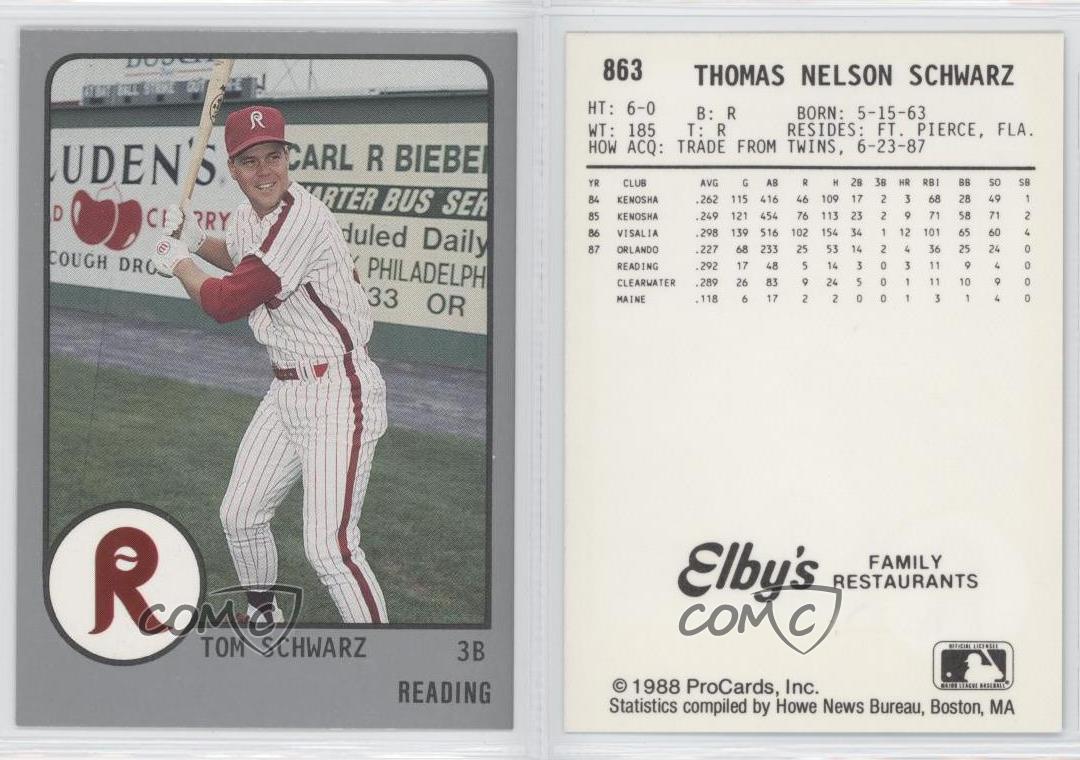 LUDEN'S
CARL R BIEBE
CHERRY
COUGH DRO
ARTER BUS SER
duled Daily
PHILADELPH
33 OR
R
R
COMC
TOM SCHWARZ 3B
READING
863 THOMAS NELSON SCHWARZ
HT: 6-0 B: R BORN: 5-15-63
WT: 185 T: R RESIDES: FT. PIERCE, FLA.
HOW ACQ: TRADE FROM TWINS, 6-23-87
YR CLUB AVG G AB R H 2B 3B HR RBI BB SO SB
84 KENOSHA .262 115 416 46 109 17 2 3 68 28 49 1
85 KENOSHA .249 121 454 76 113 23 2 9 71 58 71 2
86 VISALIA .298 139 516 102 154 34 1 12 101 65 60 4
87 ORLANDO .227 68 233 25 53 14 2 4 36 25 24 0
READING .292 17 48 5 14 3 0 3 11 9 4 0
CLEARWATER .289 26 83 9 24 5 0 1 11 10 9 0
MAINE .118 6 17 2 2 0 0 1 3 1 4 0
Elby's FAMILY
RESTAURANTS
COMC
OFFICIAL LICENSEE
MAJOR LEAGUE BASEBALL
© 1988 ProCards, Inc.
Statistics compiled by Howe News Bureau, Boston, MA